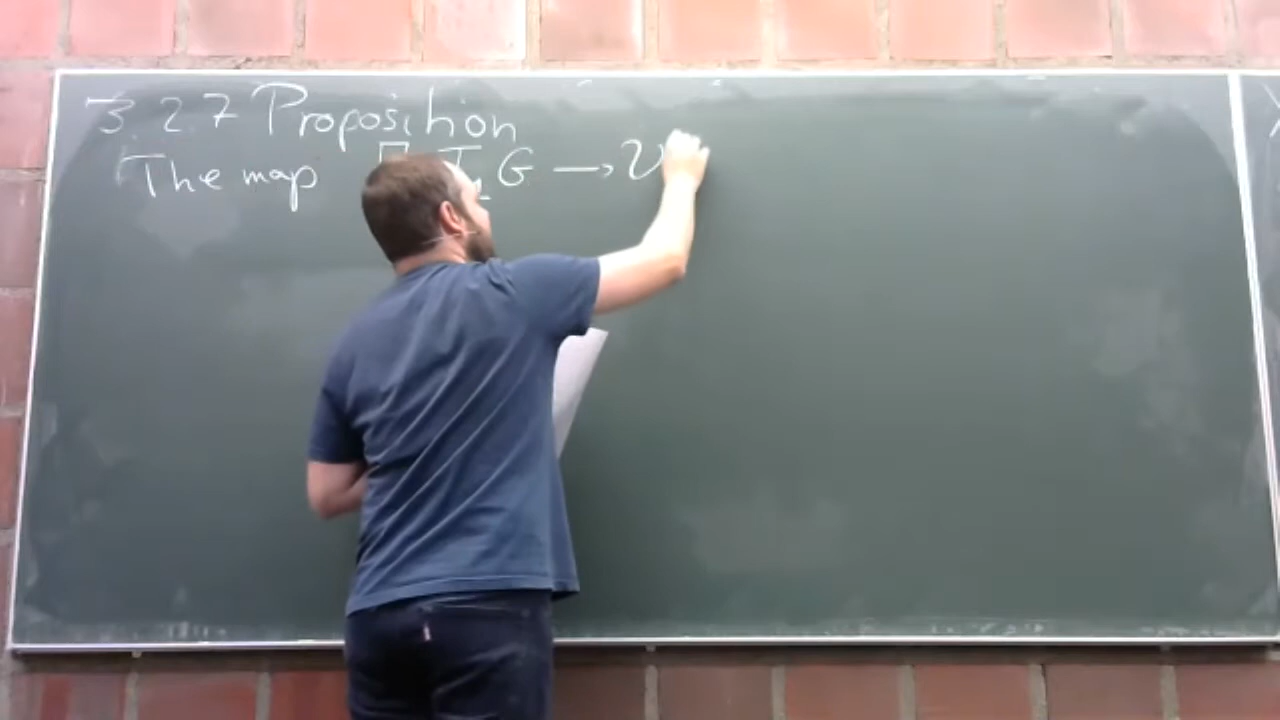 3.2.7 Proposition
The map G → U